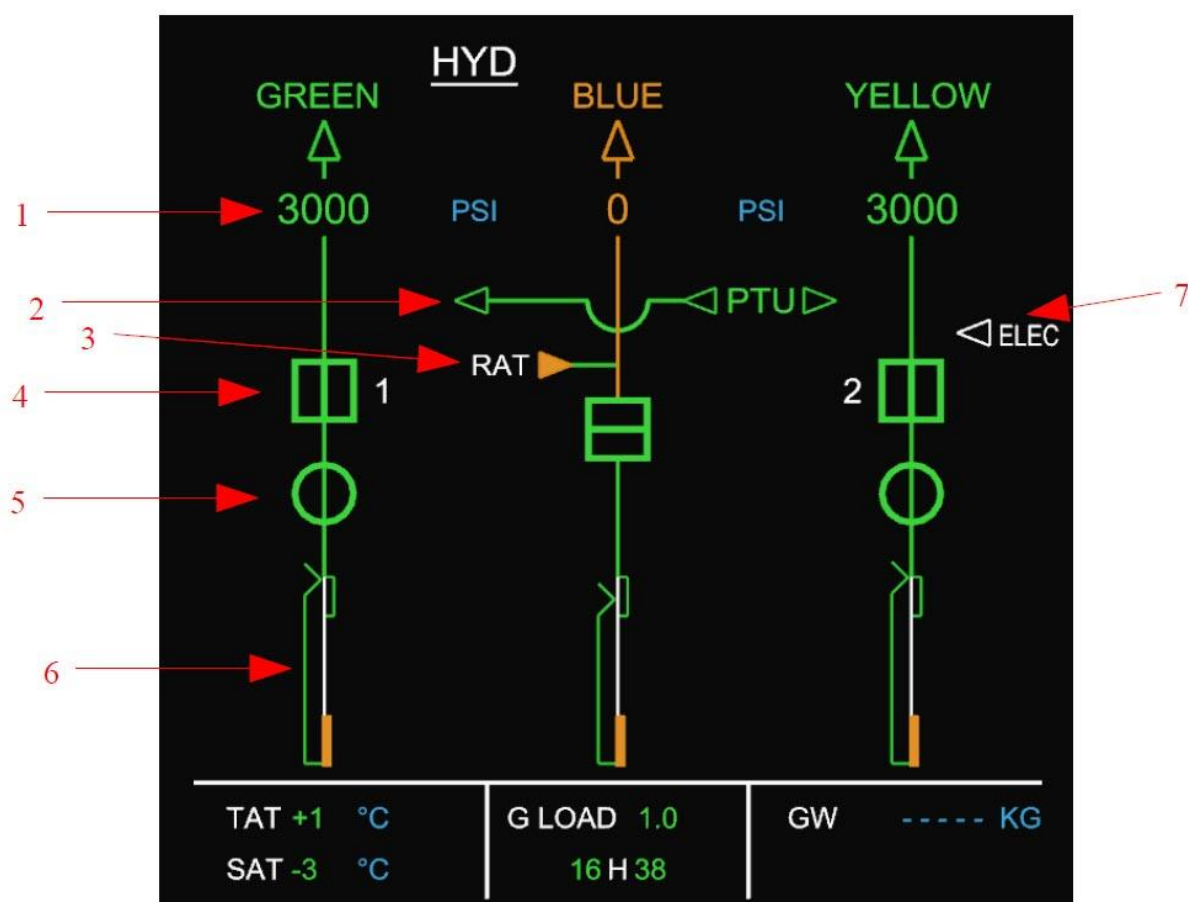 HYD
GREEN BLUE YELLOW
1 3000 PSI 0 PSI 3000
2 PTU 7
3 RAT ELEC
4 1 2
5
6
TAT +1 °C G LOAD 1.0 GW ----- KG
SAT -3 °C 16 H 38